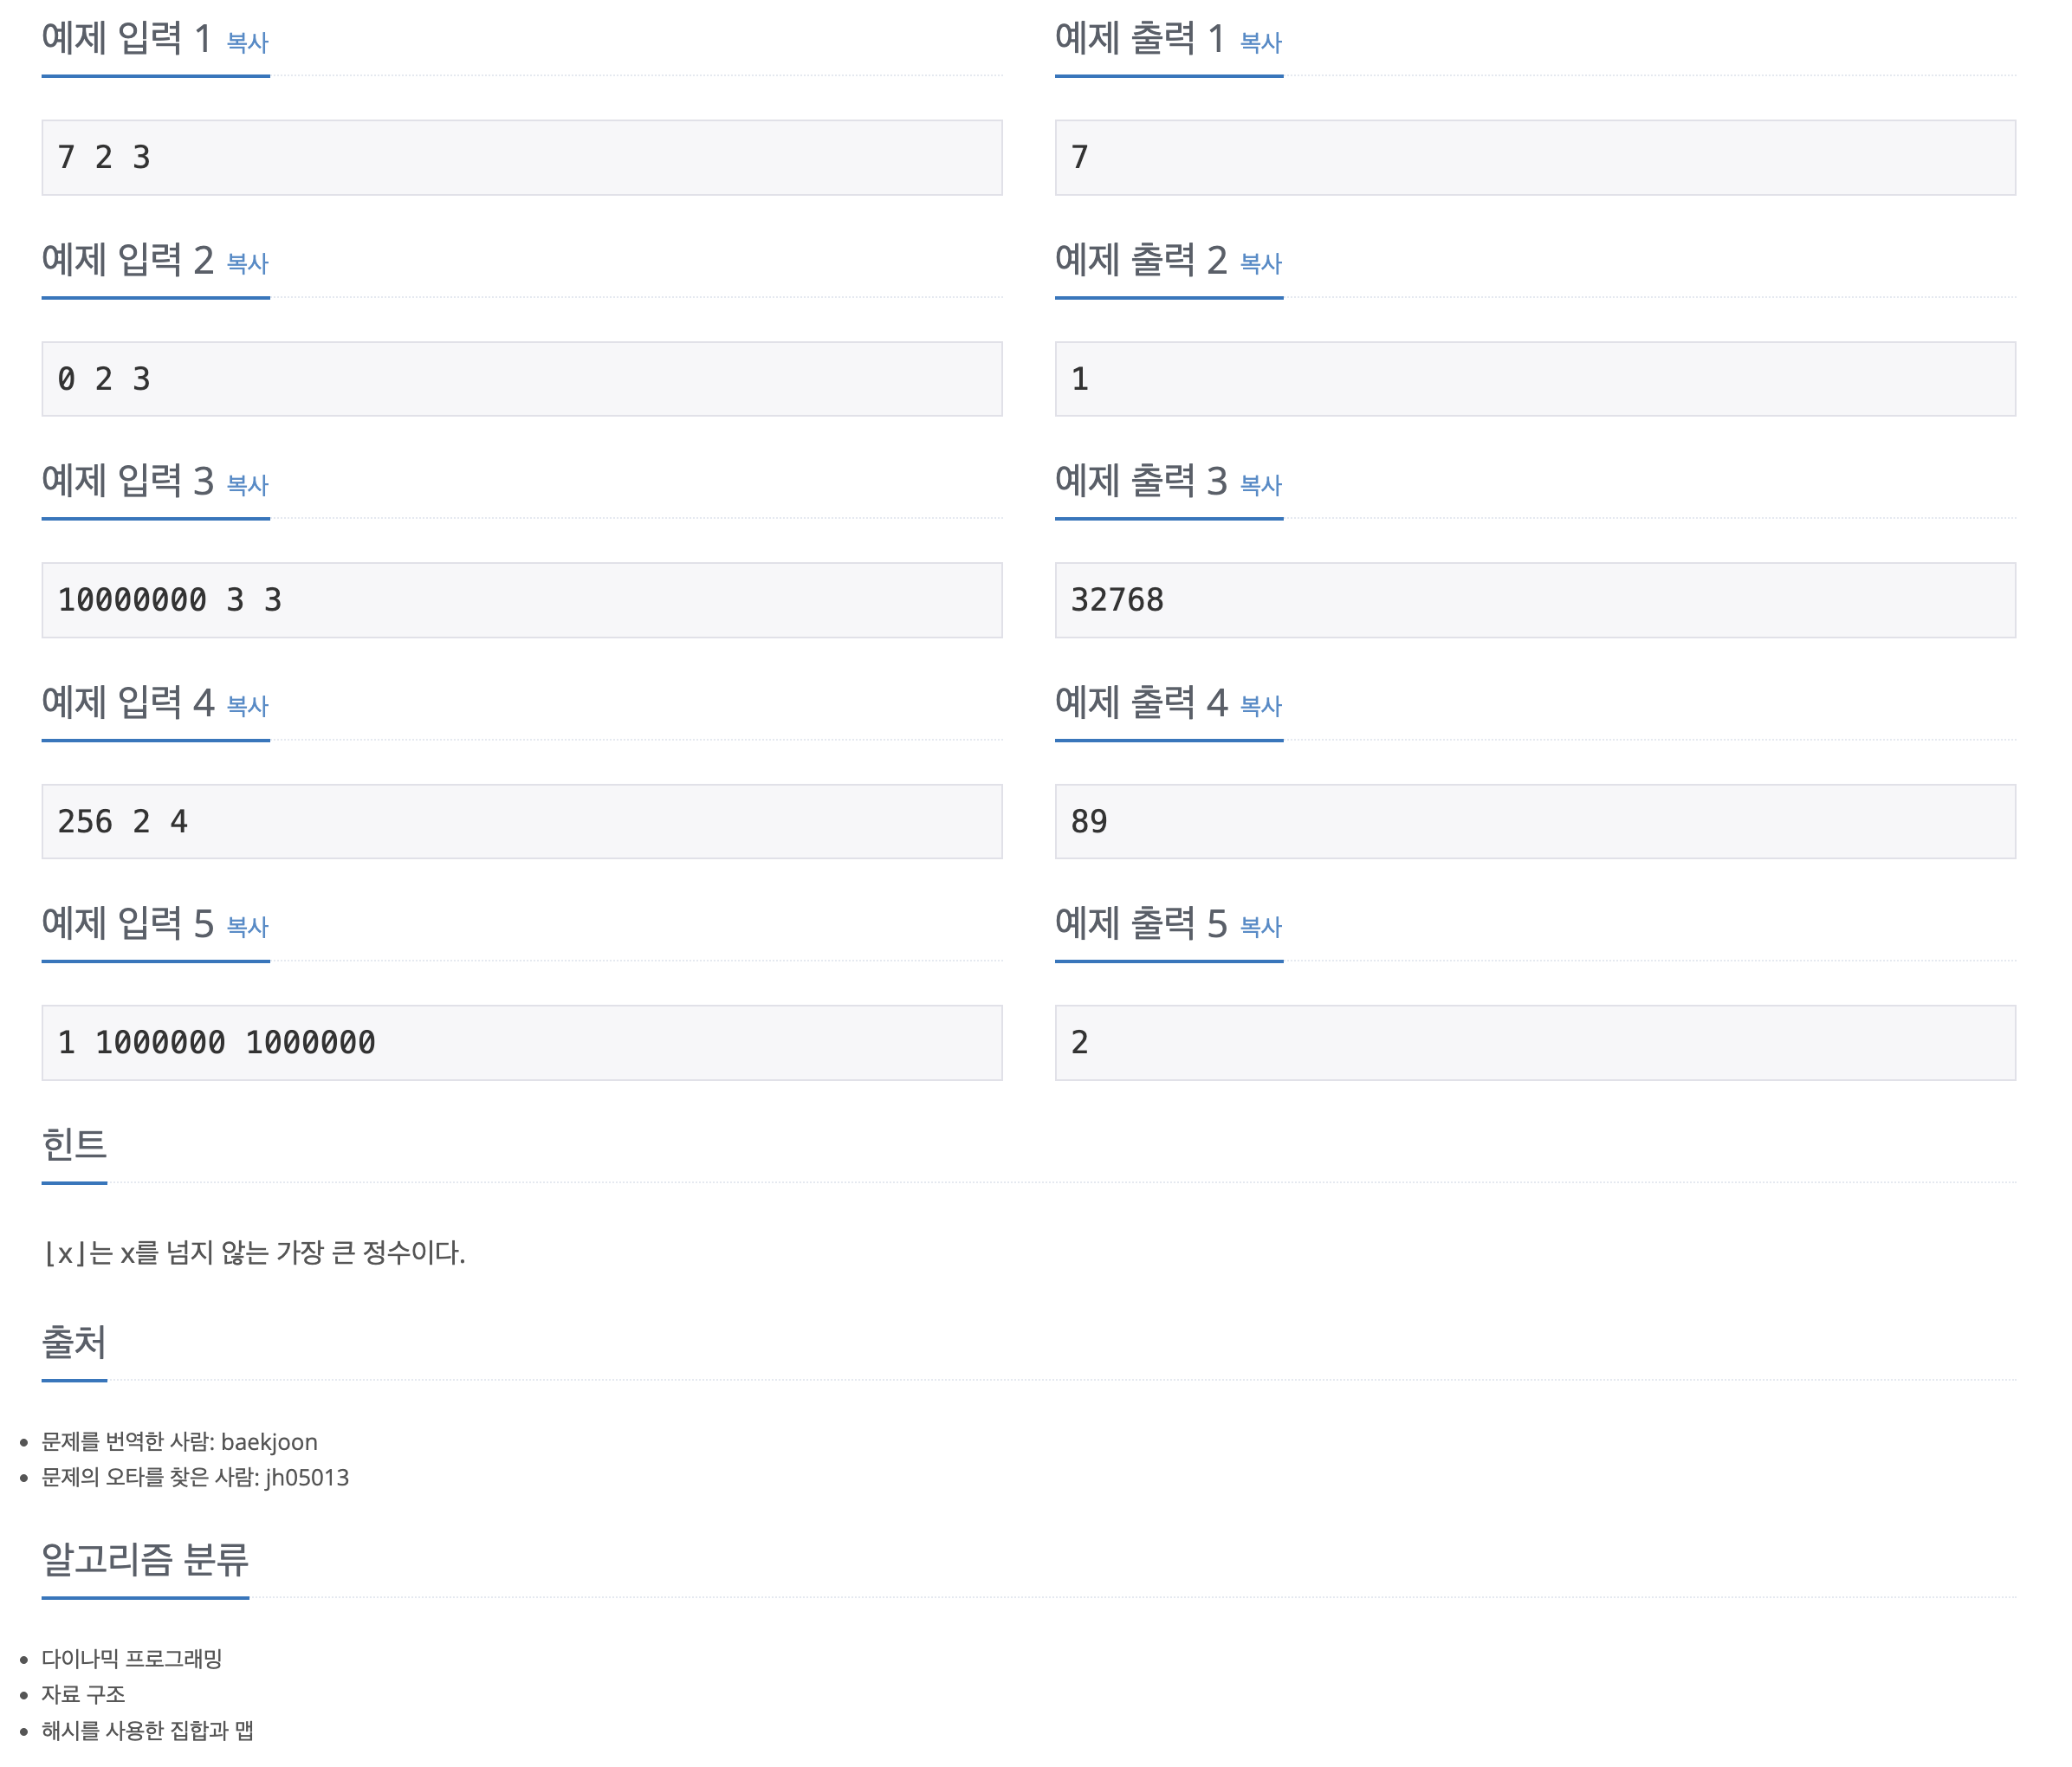 예제 입력 1 복사
예제 출력 1 복사
7 2 3
7
예제 입력 2 복사
예제 출력 2 복사
0 2 3
1
예제 입력 3 복사
예제 출력 3 복사
10000000 3 3
32768
예제 입력 4 복사
예제 출력 4 복사
256 2 4
89
예제 입력 5 복사
예제 출력 5 복사
1 1000000 1000000
2
힌트
⌊x⌋는 x를 넘지 않는 가장 큰 정수이다.
출처
문제를 번역한 사람: baekjoon
문제의 오타를 찾은 사람: jh05013
알고리즘 분류
다이나믹 프로그래밍
자료 구조
해시를 사용한 집합과 맵